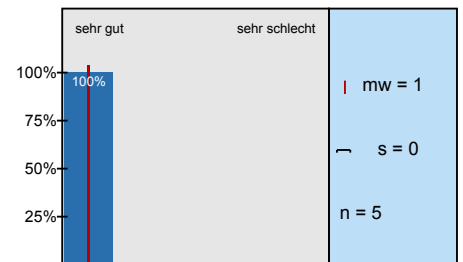 sehr gut sehr schlecht
100%
100%
mw = 1
75%
s = 0
50%
25%
n = 5